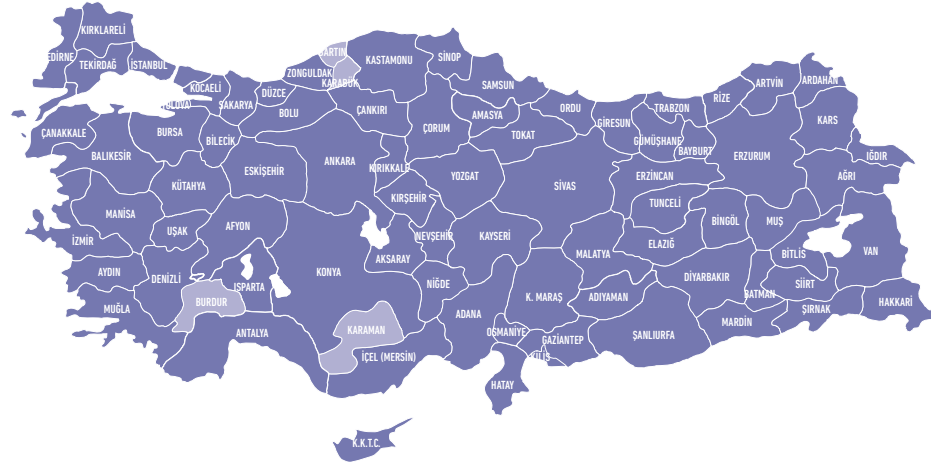 KIRKLARELİ
EDİRNE
TEKİRDAĞ
İSTANBUL
KOCAELİ
YALOVA
SAKARYA
DÜZCE
ZONGULDAK
BARTIN
KARABÜK
KASTAMONU
SİNOP
BOLU
ÇANKIRI
SAMSUN
AMASYA
ÇORUM
TOKAT
ORDU
GİRESUN
TRABZON
GÜMÜŞHANE
BAYBURT
RİZE
ARTVİN
ARDAHAN
KARS
IĞDIR
AĞRI
ERZURUM
ERZİNCAN
ÇANAKKALE
BALIKESİR
BURSA
BİLECİK
KÜTAHYA
ESKİŞEHİR
ANKARA
KIRIKKALE
KIRŞEHİR
YOZGAT
SİVAS
TUNCELİ
BİNGÖL
MUŞ
ELAZIĞ
MALATYA
MANİSA
İZMİR
UŞAK
AFYON
KONYA
AKSARAY
NEVŞEHİR
KAYSERİ
NİĞDE
AYDIN
DENİZLİ
MUĞLA
BURDUR
ISPARTA
ANTALYA
KARAMAN
İÇEL (MERSİN)
ADANA
K. MARAŞ
OSMANİYE
GAZİANTEP
KİLİS
HATAY
ADIYAMAN
ŞANLIURFA
DİYARBAKIR
BATMAN
MARDİN
BİTLİS
SİİRT
ŞIRNAK
VAN
HAKKARİ
K.K.T.C.